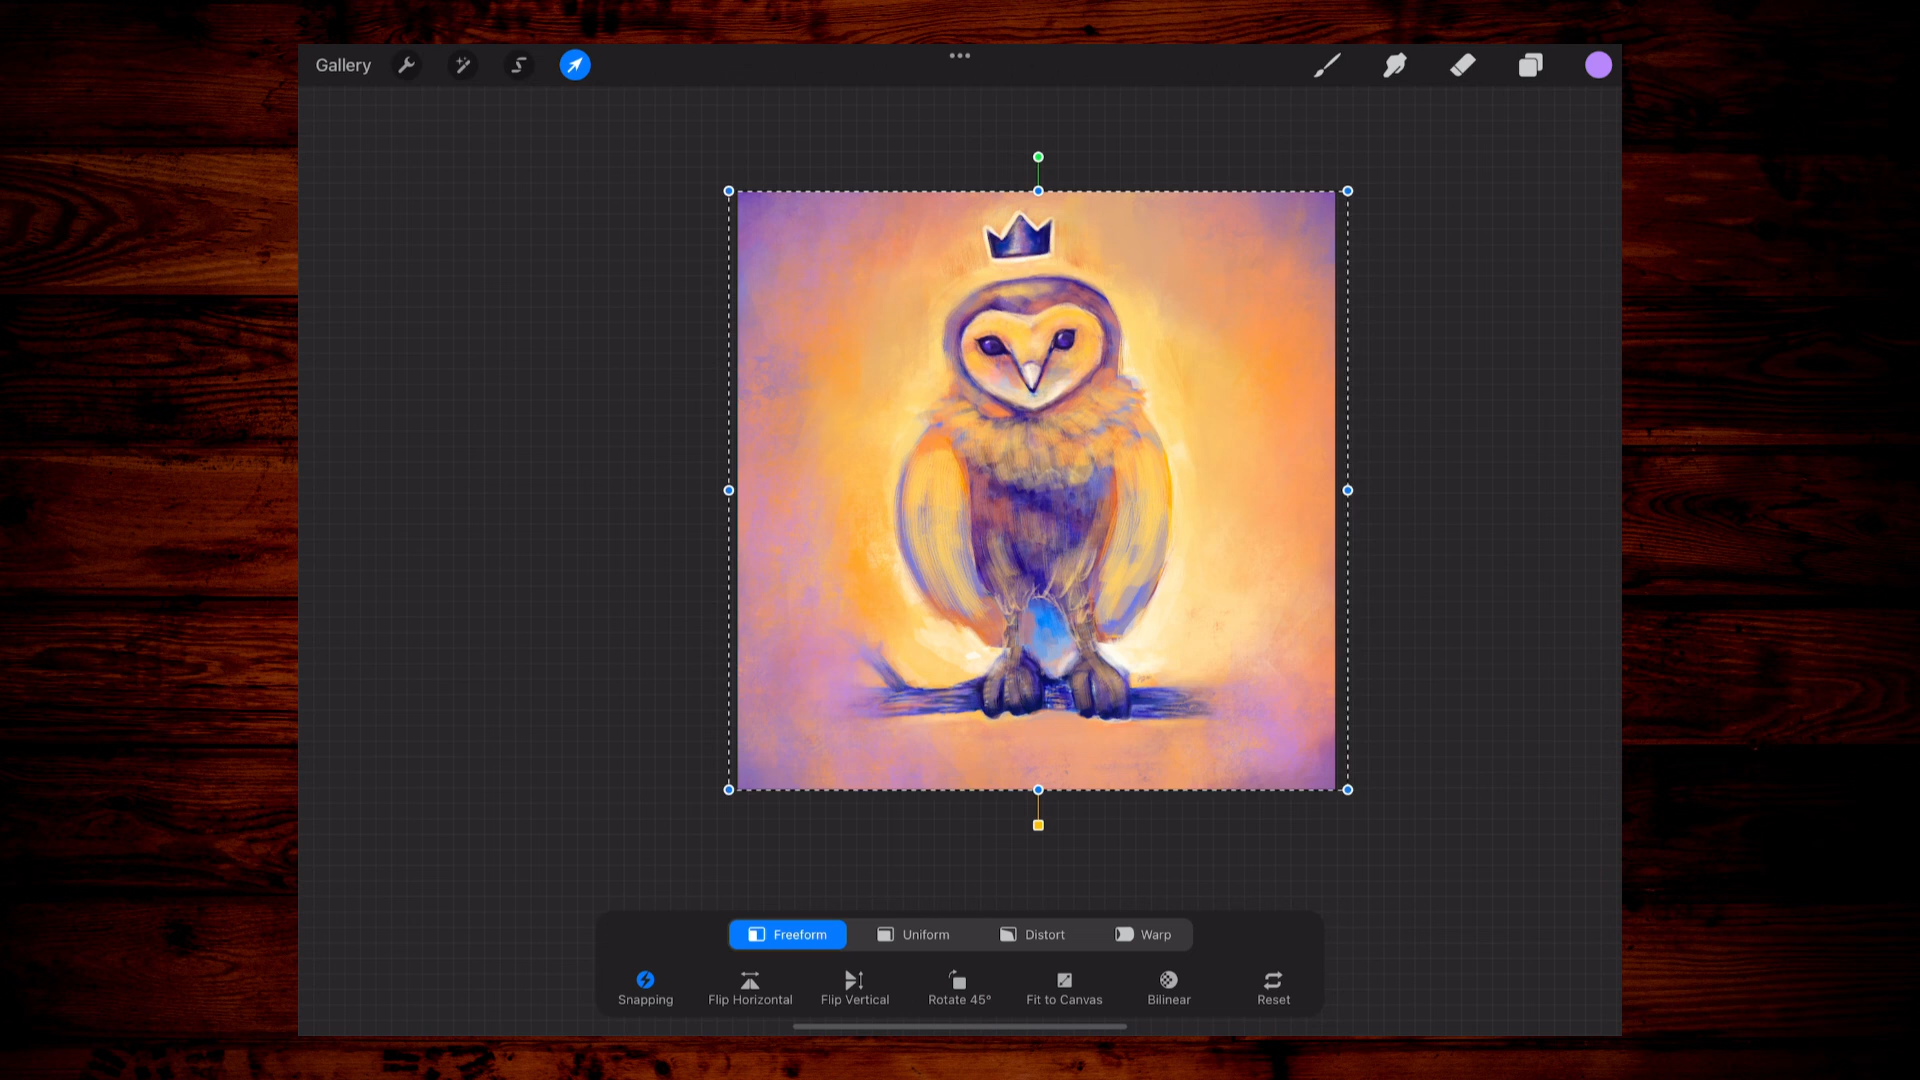 Gallery
Freeform Uniform Distort Warp
Snapping Flip Horizontal Flip Vertical Rotate 45° Fit to Canvas Bilinear Reset